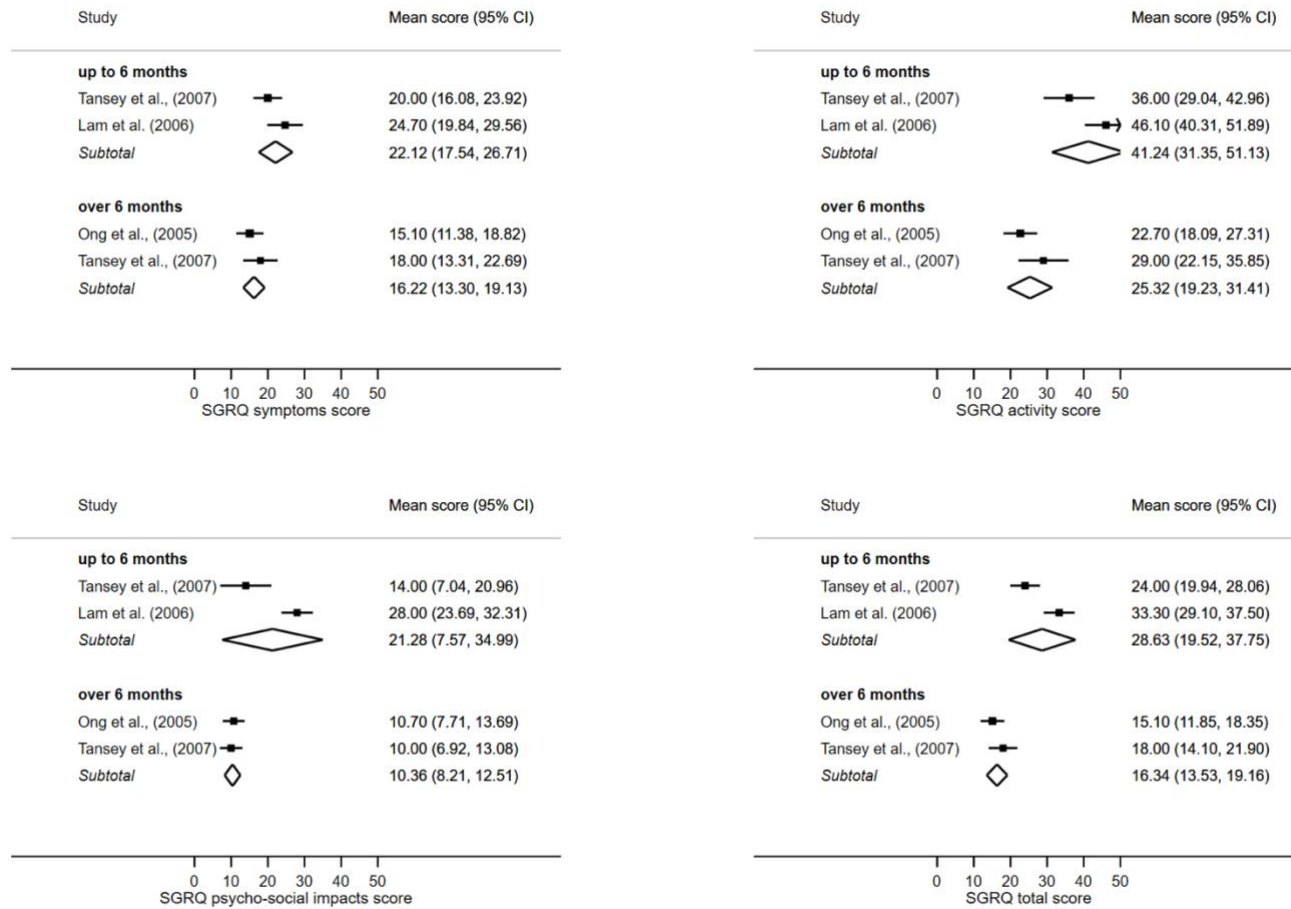 Study Mean score (95% CI)
up to 6 months
Tansey et al., (2007) 20.00 (16.08, 23.92)
Lam et al. (2006) 24.70 (19.84, 29.56)
Subtotal 22.12 (17.54, 26.71)
over 6 months
Ong et al., (2005) 15.10 (11.38, 18.82)
Tansey et al., (2007) 18.00 (13.31, 22.69)
Subtotal 16.22 (13.30, 19.13)
0 10 20 30 40 50
SGRQ symptoms score
Study Mean score (95% CI)
up to 6 months
Tansey et al., (2007) 36.00 (29.04, 42.96)
Lam et al. (2006) 46.10 (40.31, 51.89)
Subtotal 41.24 (31.35, 51.13)
over 6 months
Ong et al., (2005) 22.70 (18.09, 27.31)
Tansey et al., (2007) 29.00 (22.15, 35.85)
Subtotal 25.32 (19.23, 31.41)
0 10 20 30 40 50
SGRQ activity score
Study Mean score (95% CI)
up to 6 months
Tansey et al., (2007) 14.00 (7.04, 20.96)
Lam et al. (2006) 28.00 (23.69, 32.31)
Subtotal 21.28 (7.57, 34.99)
over 6 months
Ong et al., (2005) 10.70 (7.71, 13.69)
Tansey et al., (2007) 10.00 (6.92, 13.08)
Subtotal 10.36 (8.21, 12.51)
0 10 20 30 40 50
SGRQ psycho-social impacts score
Study Mean score (95% CI)
up to 6 months
Tansey et al., (2007) 24.00 (19.94, 28.06)
Lam et al. (2006) 33.30 (29.10, 37.50)
Subtotal 28.63 (19.52, 37.75)
over 6 months
Ong et al., (2005) 15.10 (11.85, 18.35)
Tansey et al., (2007) 18.00 (14.10, 21.90)
Subtotal 16.34 (13.53, 19.16)
0 10 20 30 40 50
SGRQ total score